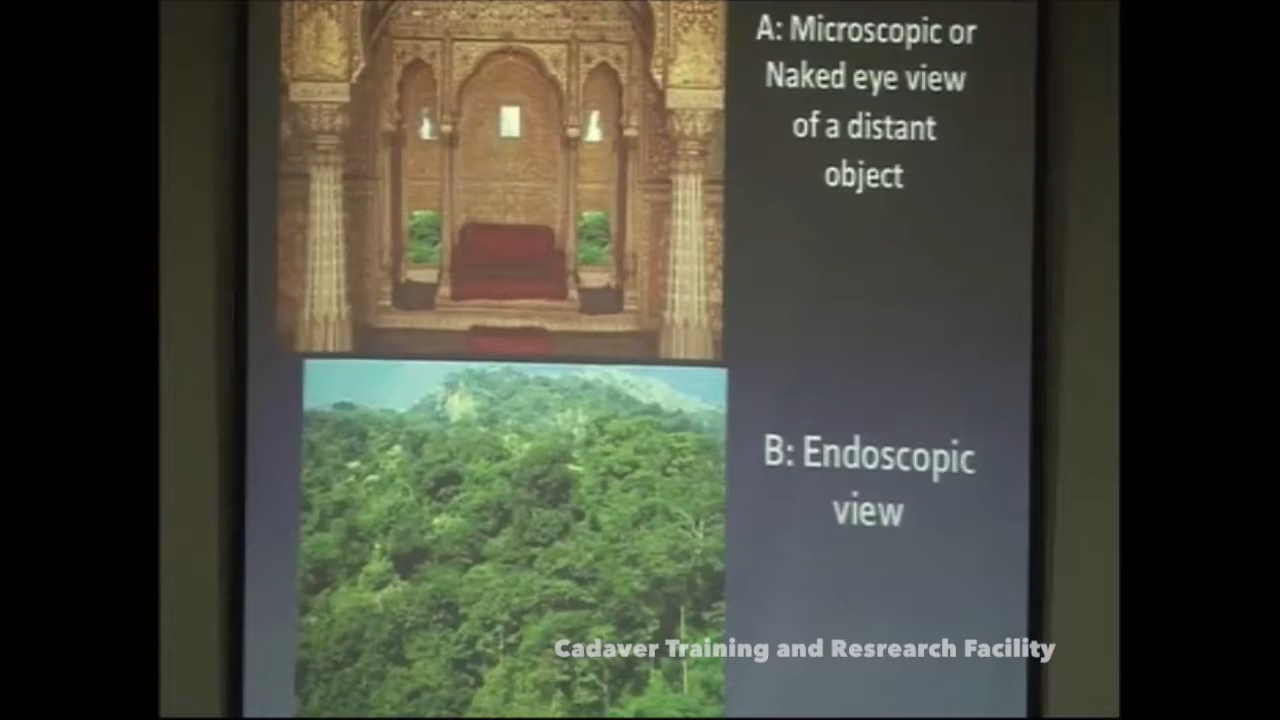 A: Microscopic or
Naked eye view
of a distant
object
B: Endoscopic
view
Cadaver Training and Resrearch Facility